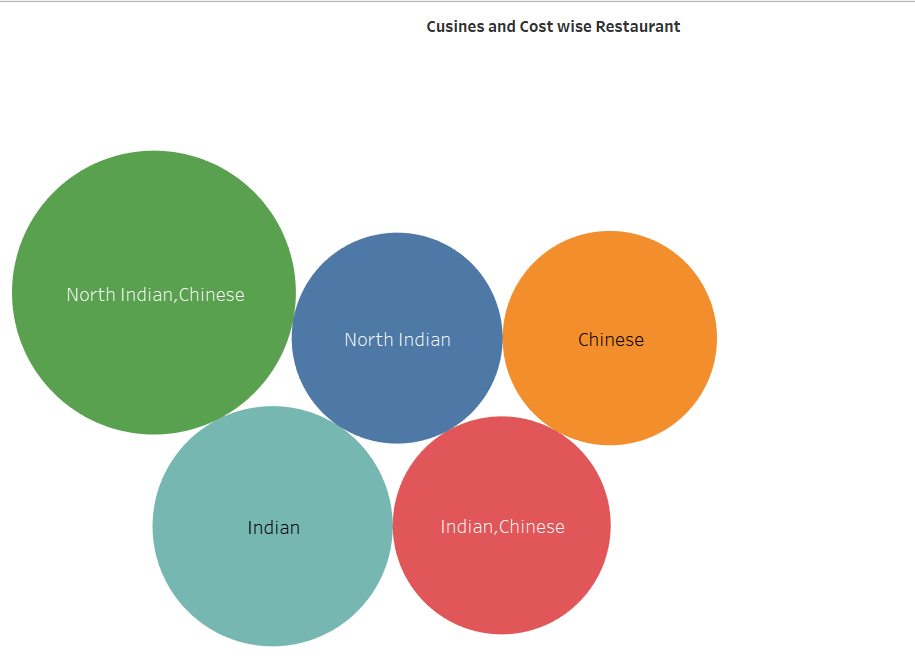 Cusines and Cost wise Restaurant
North Indian,Chinese
North Indian
Chinese
Indian
Indian,Chinese